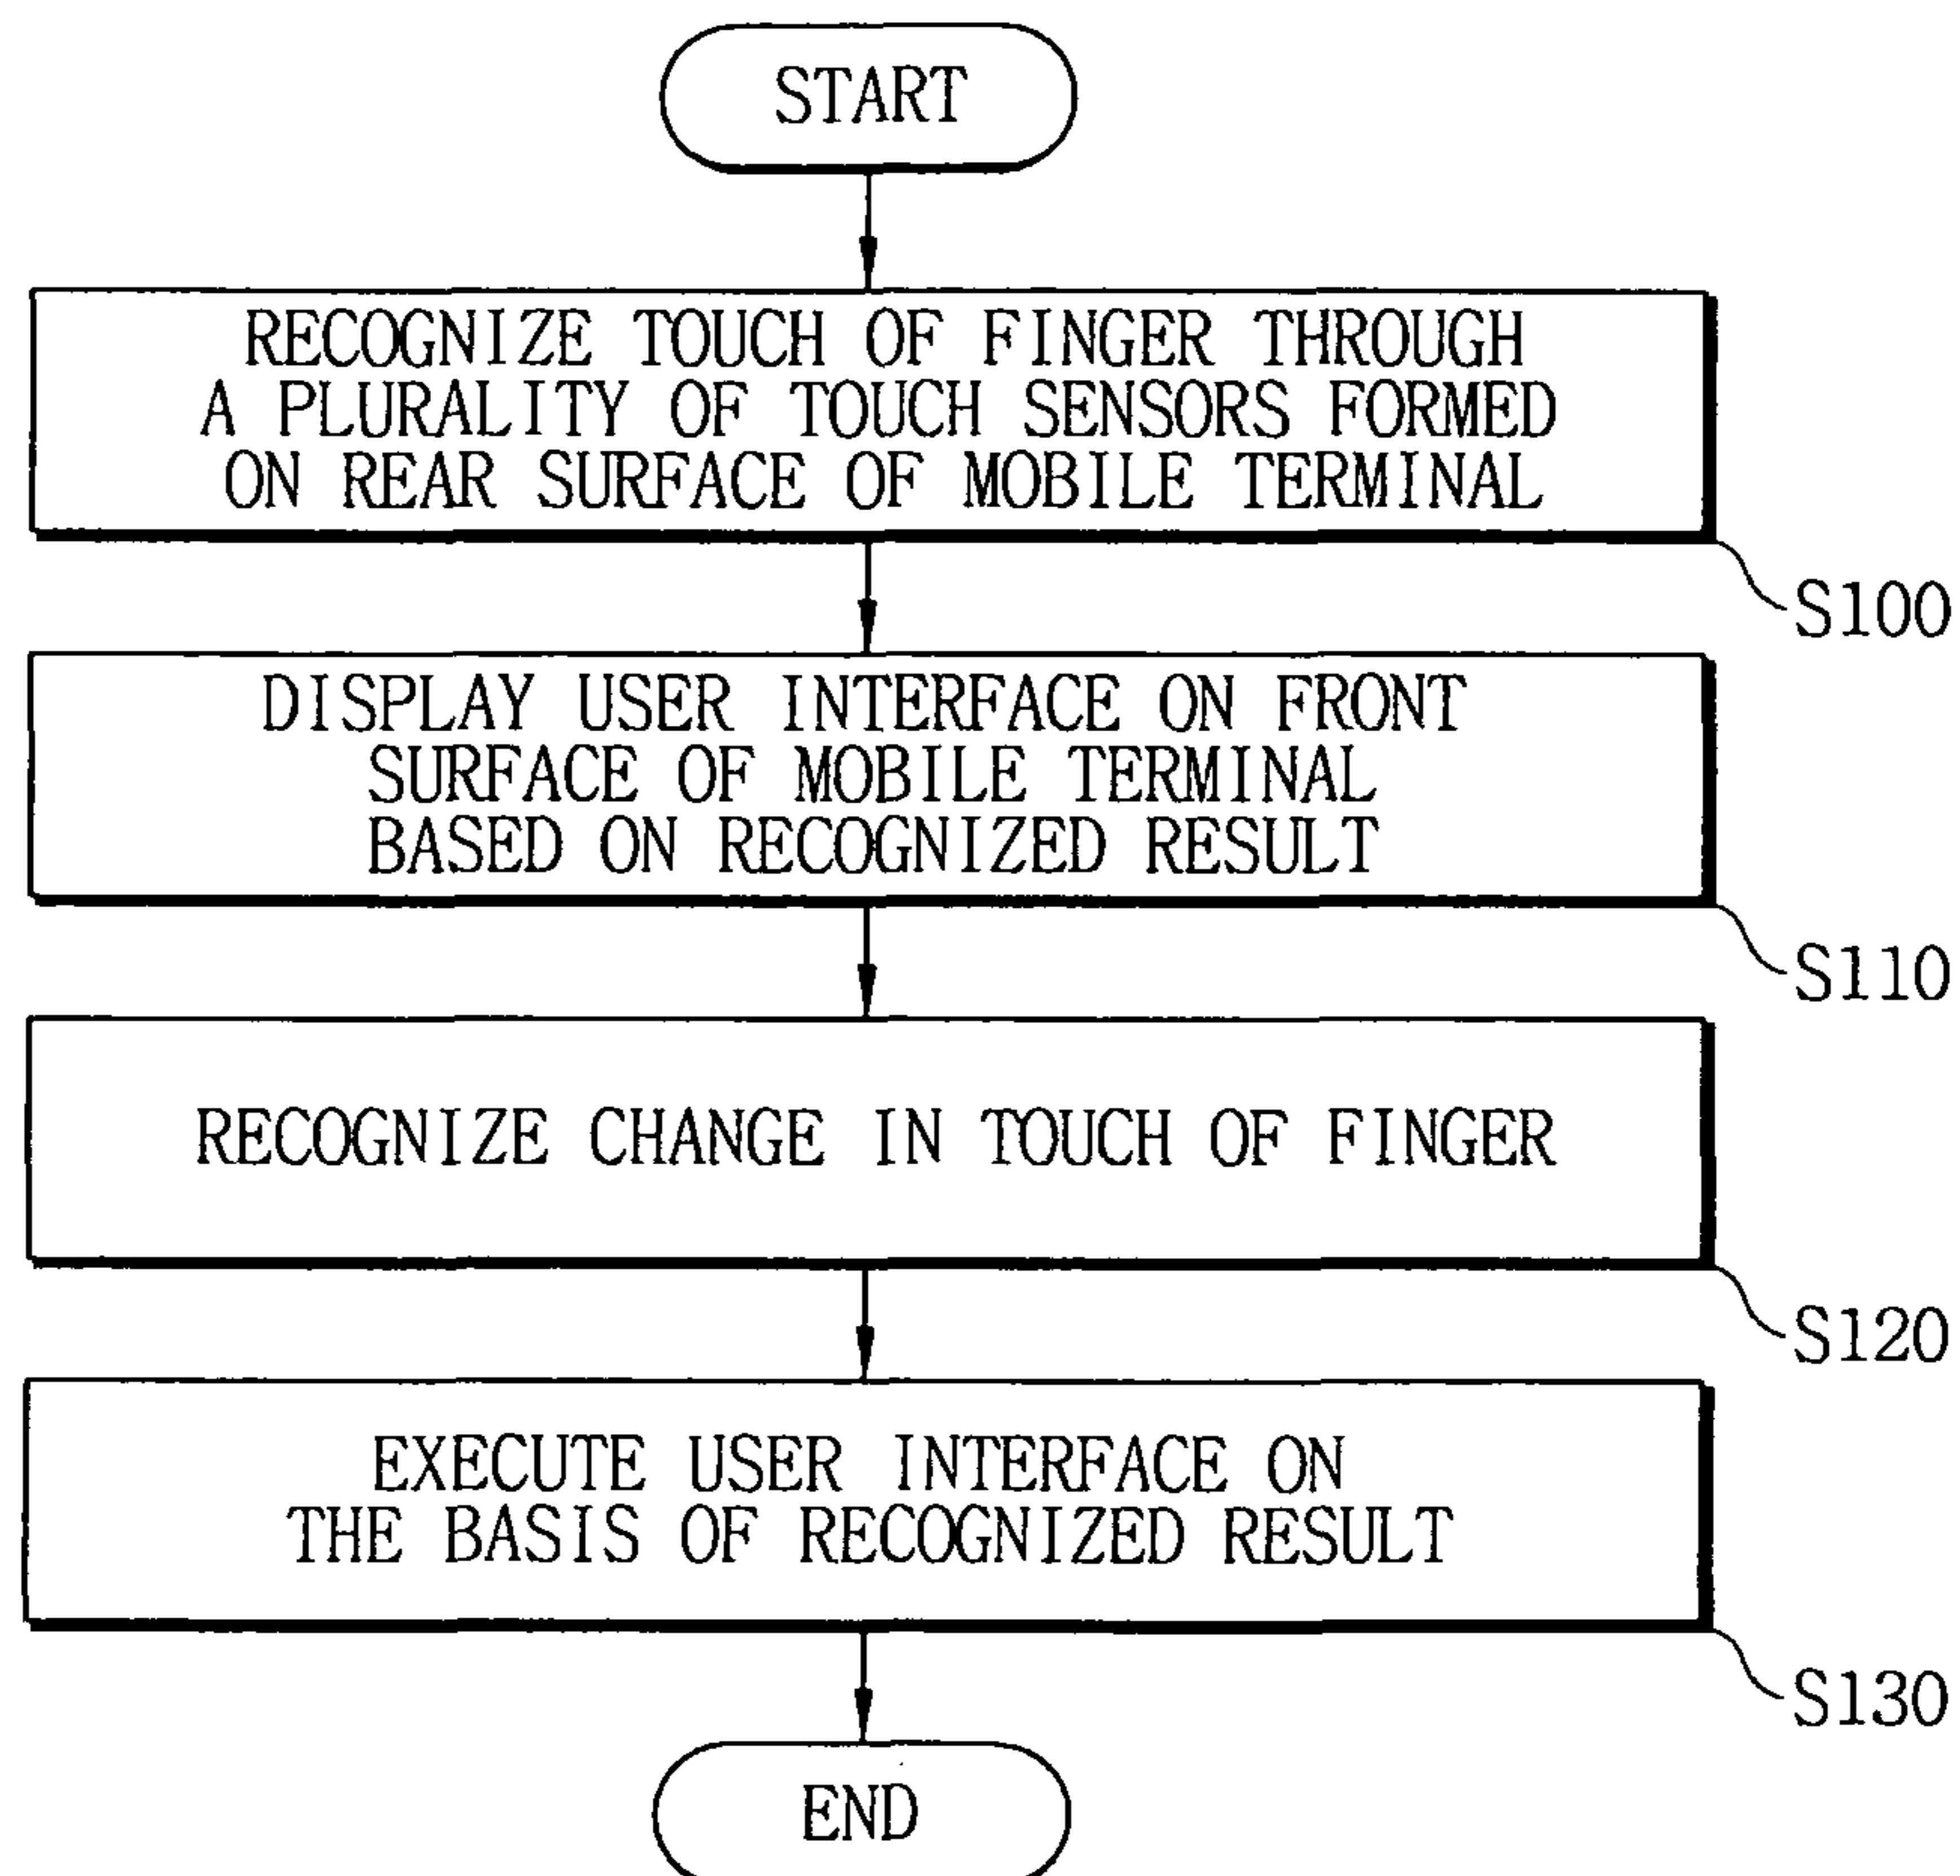 START
RECOGNIZE TOUCH OF FINGER THROUGH
A PLURALITY OF TOUCH SENSORS FORMED
ON REAR SURFACE OF MOBILE TERMINAL
S100
DISPLAY USER INTERFACE ON FRONT
SURFACE OF MOBILE TERMINAL
BASED ON RECOGNIZED RESULT
S110
RECOGNIZE CHANGE IN TOUCH OF FINGER
S120
EXECUTE USER INTERFACE ON
THE BASIS OF RECOGNIZED RESULT
S130
END